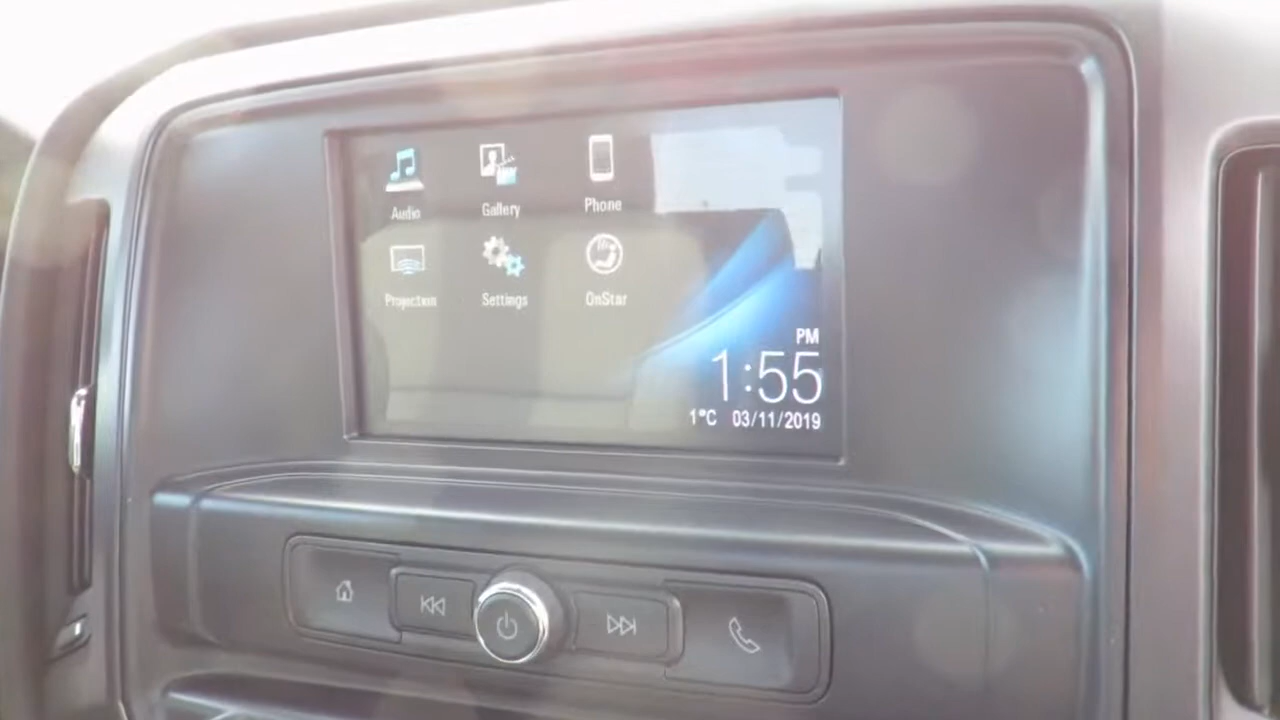 Audio Gallery Phone
Projection Settings OnStar
PM
1:55
1°C 03/11/2019